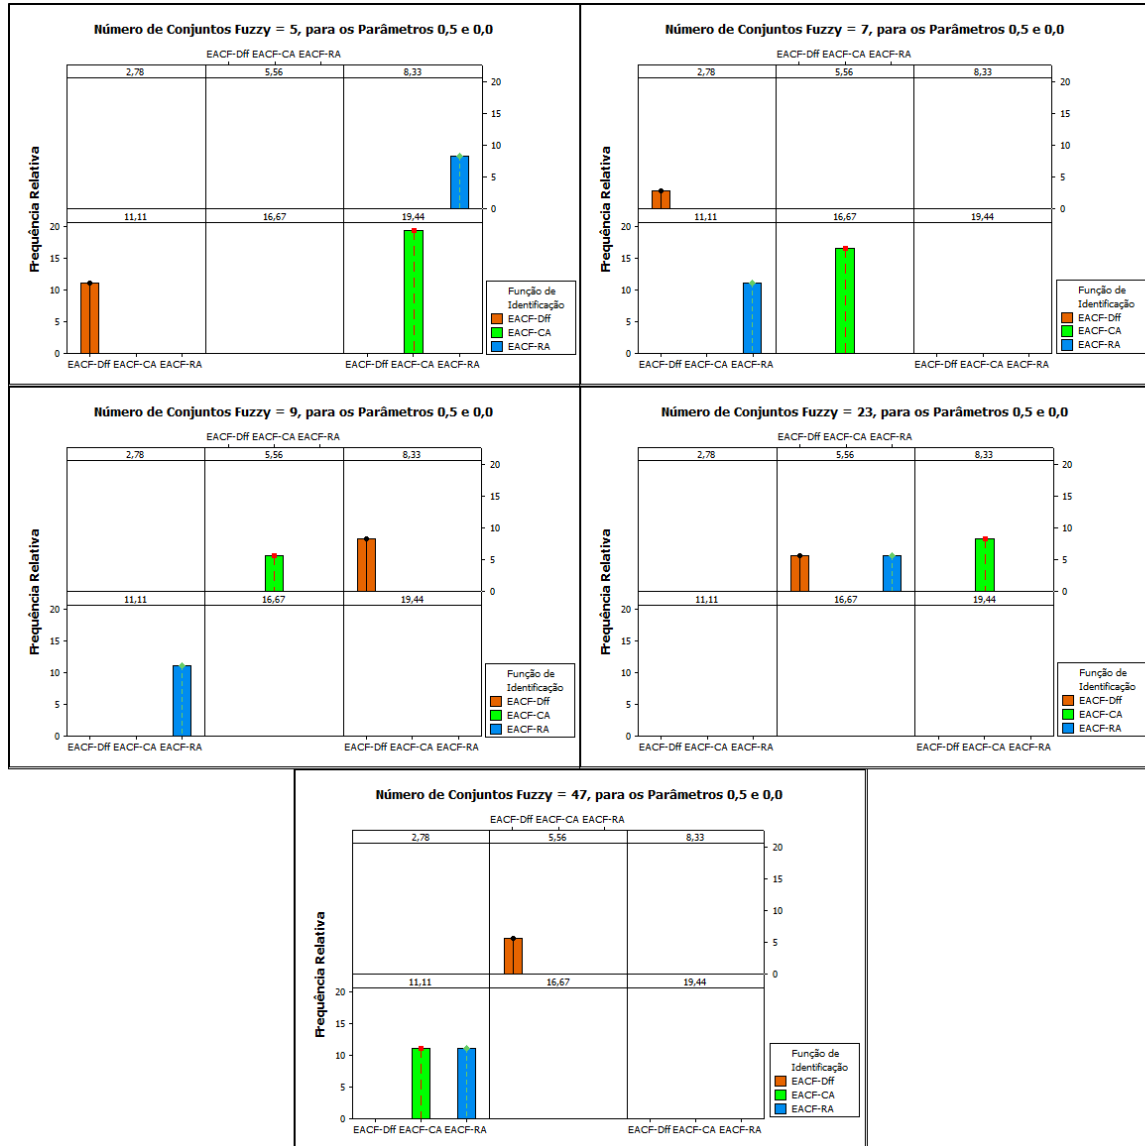 Número de Conjuntos Fuzzy = 5, para os Parâmetros 0,5 e 0,0
EACF-Dff EACF-CA EACF-RA
2,78 5,56 8,33
20
15
10
5
0
11,11 16,67 19,44
20
15
10
5
0
Frequência Relativa
EACF-Dff EACF-CA EACF-RA EACF-Dff EACF-CA EACF-RA
Função de
Identificação
EACF-Dff
EACF-CA
EACF-RA
Número de Conjuntos Fuzzy = 7, para os Parâmetros 0,5 e 0,0
EACF-Dff EACF-CA EACF-RA
2,78 5,56 8,33
20
15
10
5
0
11,11 16,67 19,44
20
15
10
5
0
Frequência Relativa
EACF-Dff EACF-CA EACF-RA EACF-Dff EACF-CA EACF-RA
Função de
Identificação
EACF-Dff
EACF-CA
EACF-RA
Número de Conjuntos Fuzzy = 9, para os Parâmetros 0,5 e 0,0
EACF-Dff EACF-CA EACF-RA
2,78 5,56 8,33
20
15
10
5
0
11,11 16,67 19,44
20
15
10
5
0
Frequência Relativa
EACF-Dff EACF-CA EACF-RA EACF-Dff EACF-CA EACF-RA
Função de
Identificação
EACF-Dff
EACF-CA
EACF-RA
Número de Conjuntos Fuzzy = 23, para os Parâmetros 0,5 e 0,0
EACF-Dff EACF-CA EACF-RA
2,78 5,56 8,33
20
15
10
5
0
11,11 16,67 19,44
20
15
10
5
0
Frequência Relativa
EACF-Dff EACF-CA EACF-RA EACF-Dff EACF-CA EACF-RA
Função de
Identificação
EACF-Dff
EACF-CA
EACF-RA
Número de Conjuntos Fuzzy = 47, para os Parâmetros 0,5 e 0,0
EACF-Dff EACF-CA EACF-RA
2,78 5,56 8,33
20
15
10
5
0
11,11 16,67 19,44
20
15
10
5
0
Frequência Relativa
EACF-Dff EACF-CA EACF-RA EACF-Dff EACF-CA EACF-RA
Função de
Identificação
EACF-Dff
EACF-CA
EACF-RA